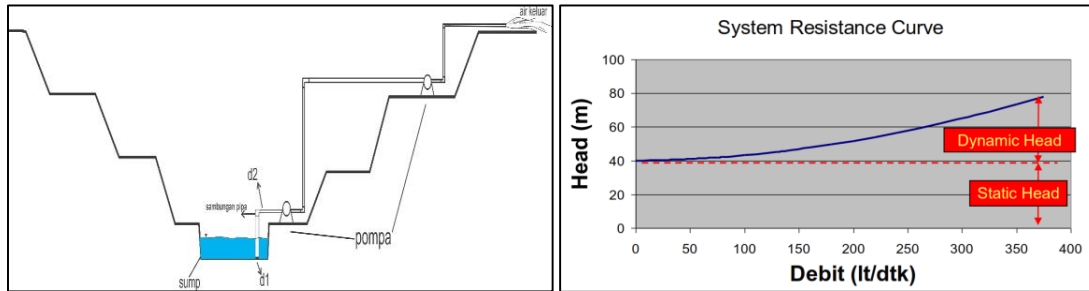 air keluar
d2
sambungan pipa
pompa
sump
d1
System Resistance Curve
Head (m)
100
80
60
40
20
0
Dynamic Head
Static Head
0 50 100 150 200 250 300 350 400
Debit (lt/dtk)